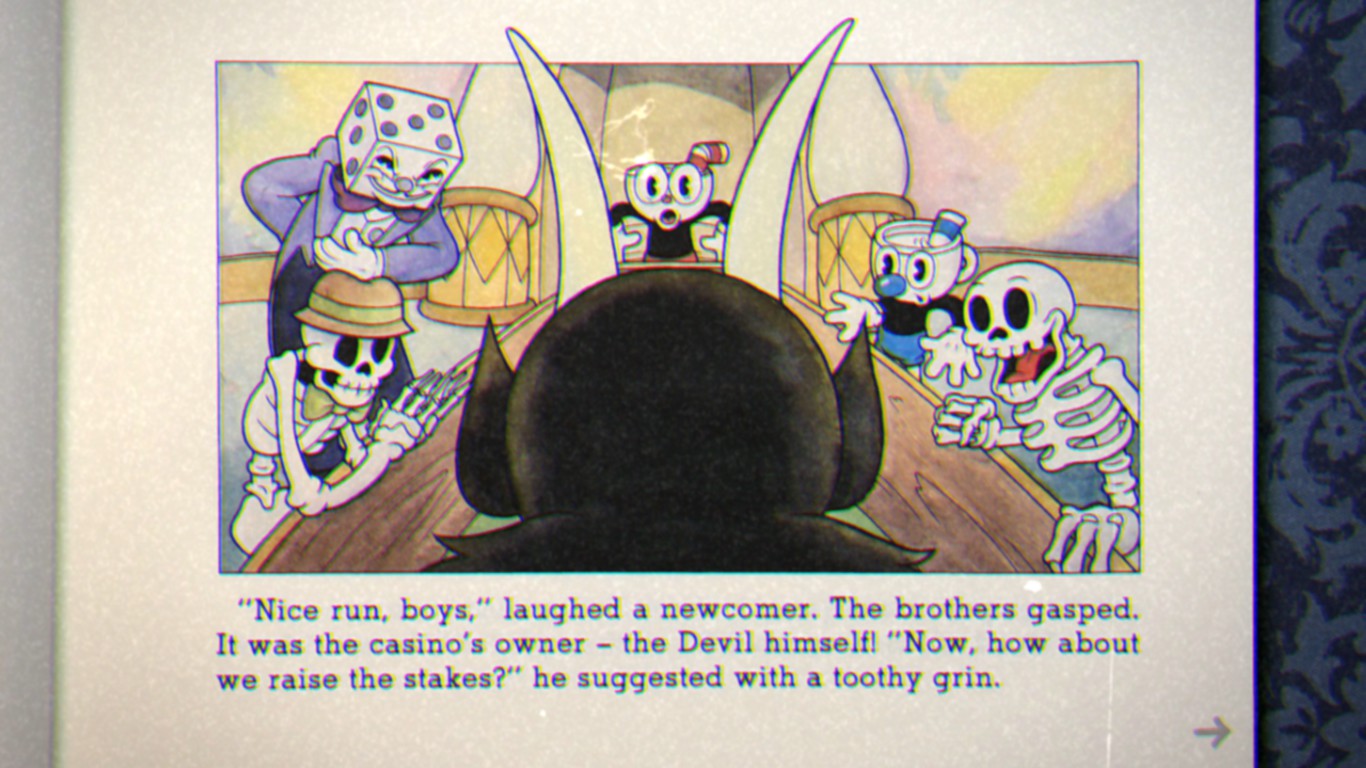 “Nice run, boys,“ laughed a newcomer. The brothers gasped.
It was the casino's owner – the Devil himself! “Now, how about
we raise the stakes?“ he suggested with a toothy grin.